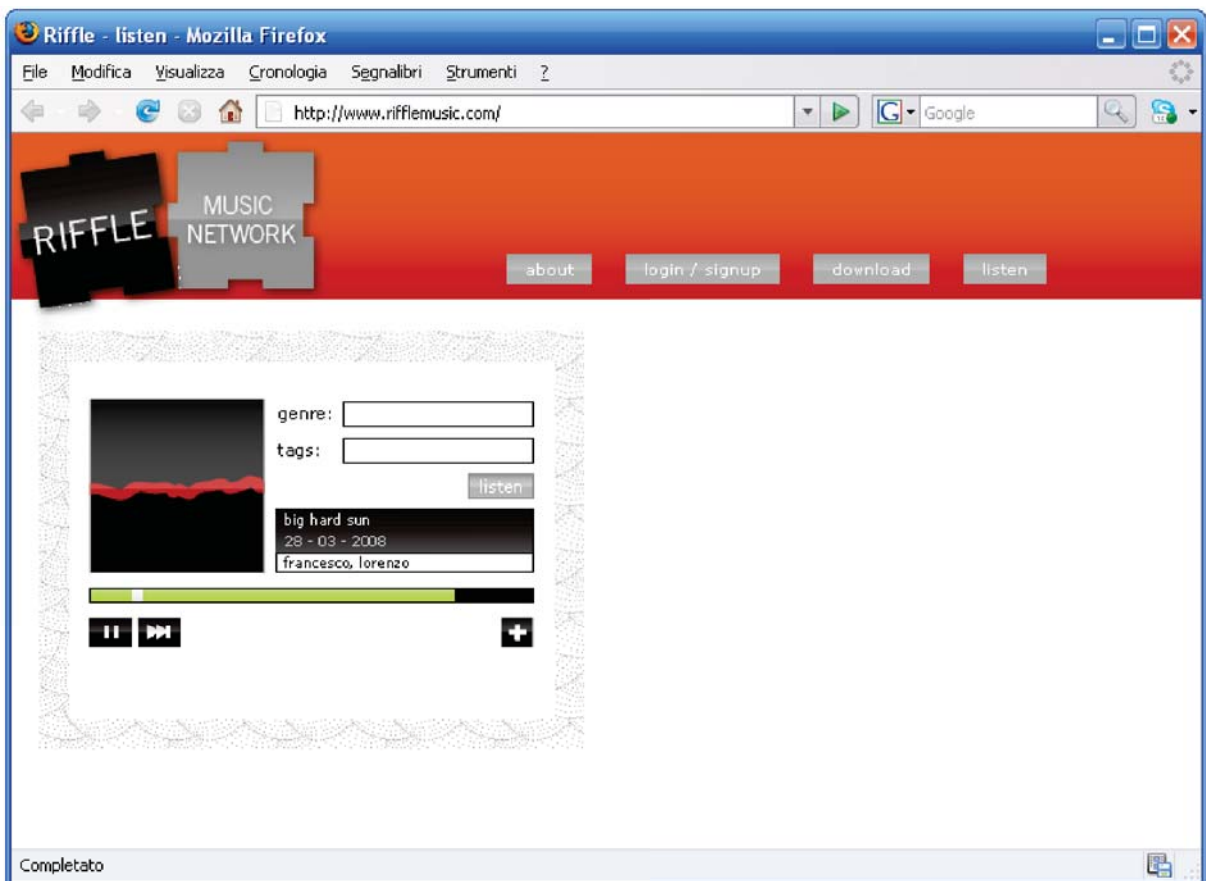 Riffle - listen - Mozilla Firefox
File Modifica Visualizza Cronologia Segnalibri Strumenti ?
http://www.rifflemusic.com/ G Google
RIFFLE
MUSIC
NETWORK
about login / signup download listen
genre:
tags:
listen
big hard sun
28 - 03 - 2008
francesco, lorenzo
Completato